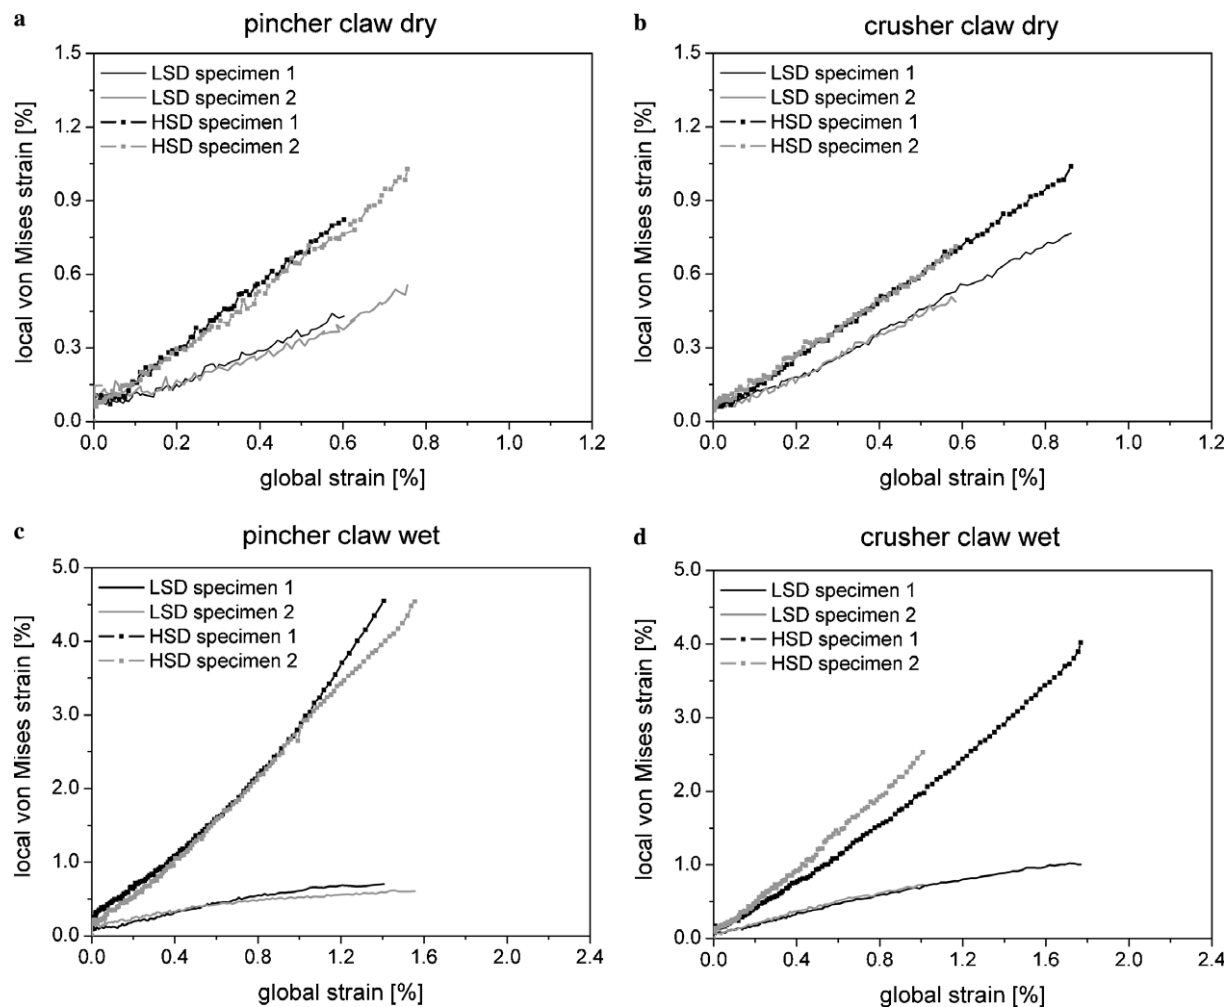 a
pincher claw dry
1.5
1.2
0.9
0.6
0.3
0.0
local von Mises strain [%]
LSD specimen 1
LSD specimen 2
HSD specimen 1
HSD specimen 2
0.0 0.2 0.4 0.6 0.8 1.0 1.2
global strain [%]
b
crusher claw dry
1.5
1.2
0.9
0.6
0.3
0.0
local von Mises strain [%]
LSD specimen 1
LSD specimen 2
HSD specimen 1
HSD specimen 2
0.0 0.2 0.4 0.6 0.8 1.0 1.2
global strain [%]
c
pincher claw wet
5.0
4.0
3.0
2.0
1.0
0.0
local von Mises strain [%]
LSD specimen 1
LSD specimen 2
HSD specimen 1
HSD specimen 2
0.0 0.4 0.8 1.2 1.6 2.0 2.4
global strain [%]
d
crusher claw wet
5.0
4.0
3.0
2.0
1.0
0.0
local von Mises strain [%]
LSD specimen 1
LSD specimen 2
HSD specimen 1
HSD specimen 2
0.0 0.4 0.8 1.2 1.6 2.0 2.4
global strain [%]